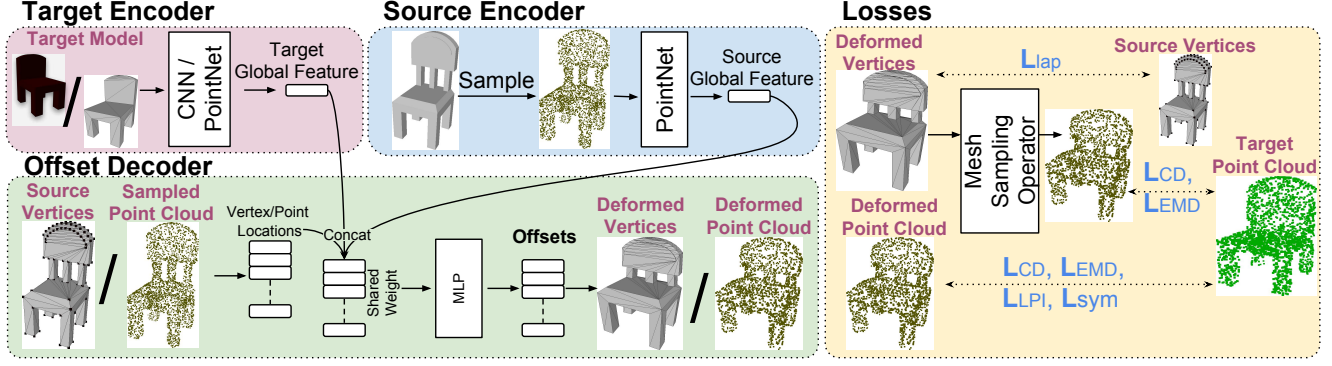 Target Encoder
Target Model
CNN /
PointNet
Target
Global Feature
Source Encoder
Sample
PointNet
Source
Global Feature
Offset Decoder
Source
Vertices
Sampled
Point Cloud
Vertex/Point
Locations
Concat
Shared
Weight
MLP
Offsets
Deformed
Vertices
Deformed
Point Cloud
Losses
Deformed
Vertices
Llap
Source Vertices
Mesh
Sampling
Operator
Target
Point Cloud
LCD,
LEMD
Deformed
Point Cloud
LCD, LEMD,
LLPI, Lsym